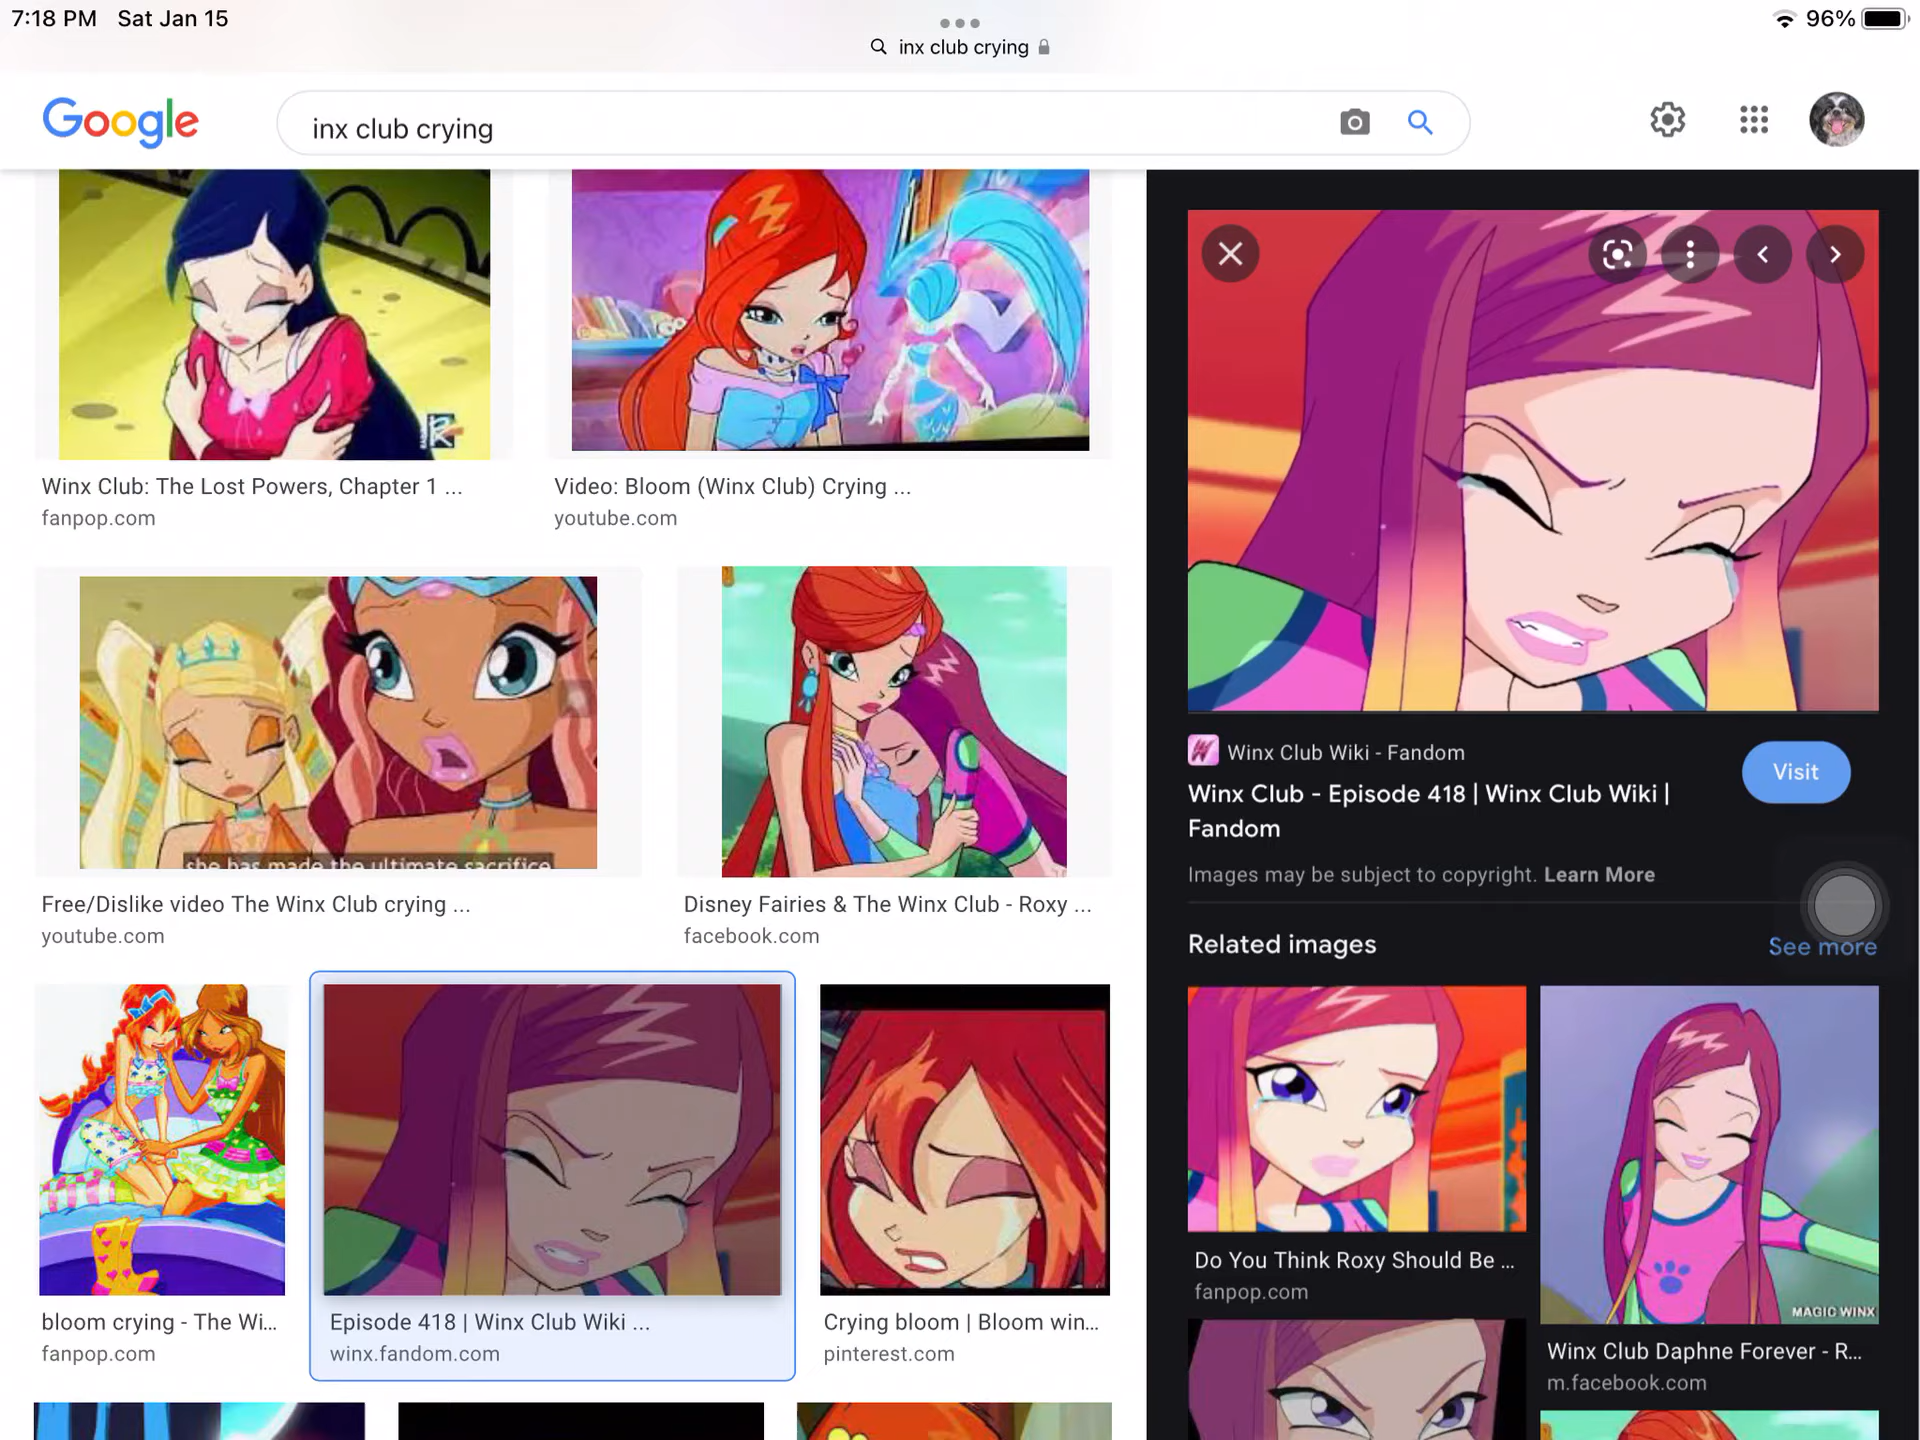 7:18 PM Sat Jan 15
96%
inx club crying
Google
inx club crying
Winx Club: The Lost Powers, Chapter 1 ...
fanpop.com
Video: Bloom (Winx Club) Crying ...
youtube.com
she has made the ultimate sacrifice
Free/Dislike video The Winx Club crying ...
youtube.com
Disney Fairies & The Winx Club - Roxy ...
facebook.com
bloom crying - The Wi...
fanpop.com
Episode 418 | Winx Club Wiki ...
winx.fandom.com
Crying bloom | Bloom win...
pinterest.com
Winx Club Wiki - Fandom
Winx Club - Episode 418 | Winx Club Wiki |
Fandom
Visit
Images may be subject to copyright. Learn More
Related images
See more
Do You Think Roxy Should Be ...
fanpop.com
MAGIC WINX
Winx Club Daphne Forever - R...
m.facebook.com